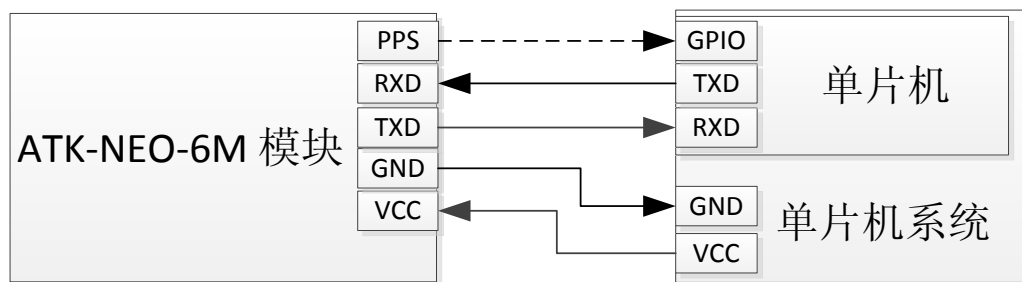 PPS
RXD
TXD
GND
VCC
ATK-NEO-6M 模块
GPIO
TXD
RXD
单片机
GND
VCC
单片机系统